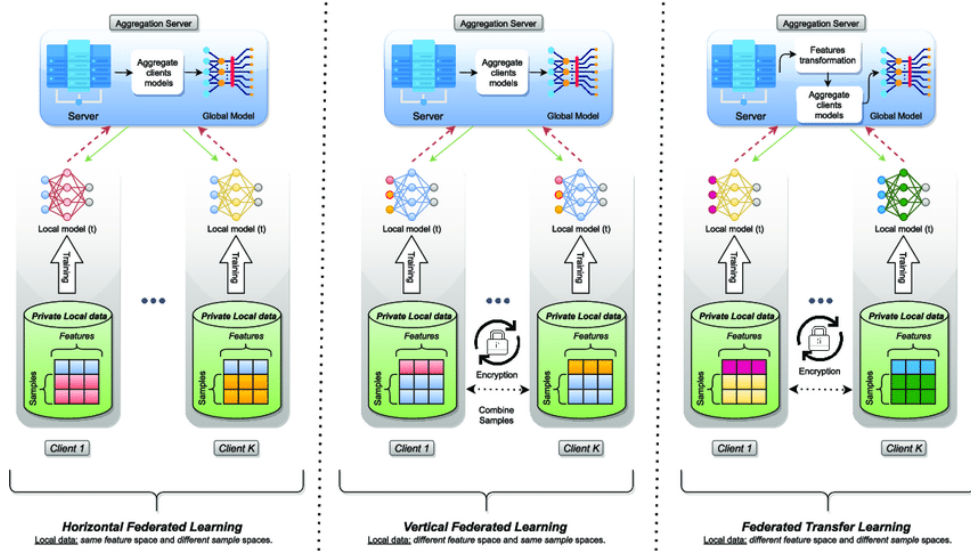 Aggregation Server
Aggregate
clients
models
Server
Global Model
Local model (t)
Local model (t)
Training
Training
Private Local data
Private Local data
Features
Features
Samples
Samples
Client 1
Client K
Horizontal Federated Learning
Local data: same feature space and different sample spaces.
Aggregation Server
Aggregate
clients
models
Server
Global Model
Local model (t)
Local model (t)
Training
Training
Private Local data
Private Local data
Features
Features
Samples
Samples
Encryption
Combine
Samples
Client 1
Client K
Vertical Federated Learning
Local data: different feature space and same sample spaces.
Aggregation Server
Features
transformation
Aggregate clients
models
Server
Global Model
Local model (t)
Local model (t)
Training
Training
Private Local data
Private Local data
Features
Features
Samples
Samples
Encryption
Client 1
Client K
Federated Transfer Learning
Local data: different feature space and different sample spaces.